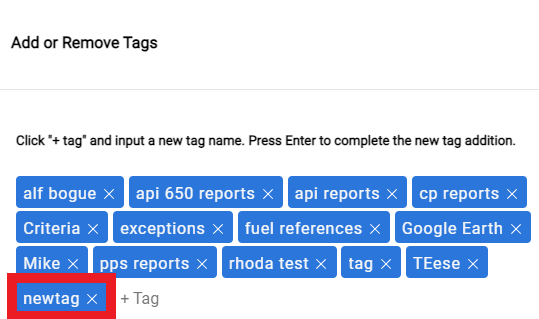 Add or Remove Tags
Click "+ tag" and input a new tag name. Press Enter to complete the new tag addition.
alf bogue × api 650 reports × api reports × cp reports ×
Criteria × exceptions × fuel references × Google Earth ×
Mike × pps reports × rhoda test × tag × TEese ×
newtag × + Tag